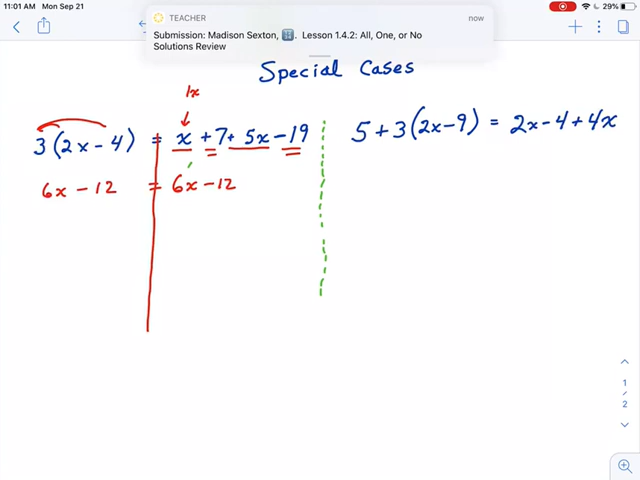 11:01 AM Mon Sep 21
29%
TEACHER
now
Submission: Madison Sexton, Lesson 1.4.2: All, One, or No
Solutions Review
Special Cases
1x
3(2x-4) = x + 7 + 5x - 19
5 + 3(2x-9) = 2x - 4 + 4x
6x - 12 = 6x - 12
1
2